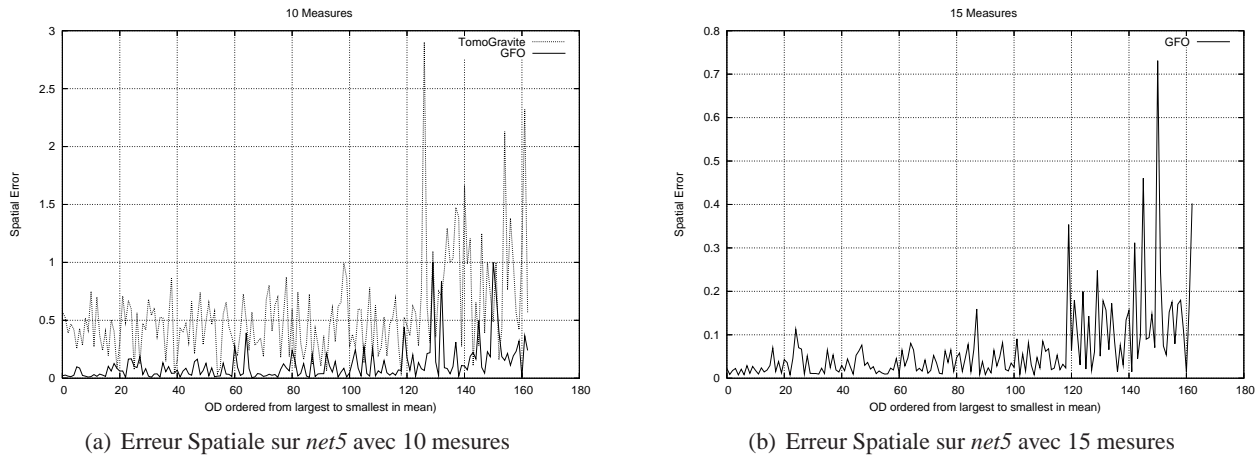 10 Measures
3
2.5
2
1.5
1
0.5
0
Spatial Error
TomoGravite
GFO
0 20 40 60 80 100 120 140 160 180
OD ordered from largest to smallest in mean)
(a) Erreur Spatiale sur net5 avec 10 mesures
15 Measures
0.8
0.7
0.6
0.5
0.4
0.3
0.2
0.1
0
Spatial Error
GFO
0 20 40 60 80 100 120 140 160 180
OD ordered from largest to smallest in mean)
(b) Erreur Spatiale sur net5 avec 15 mesures